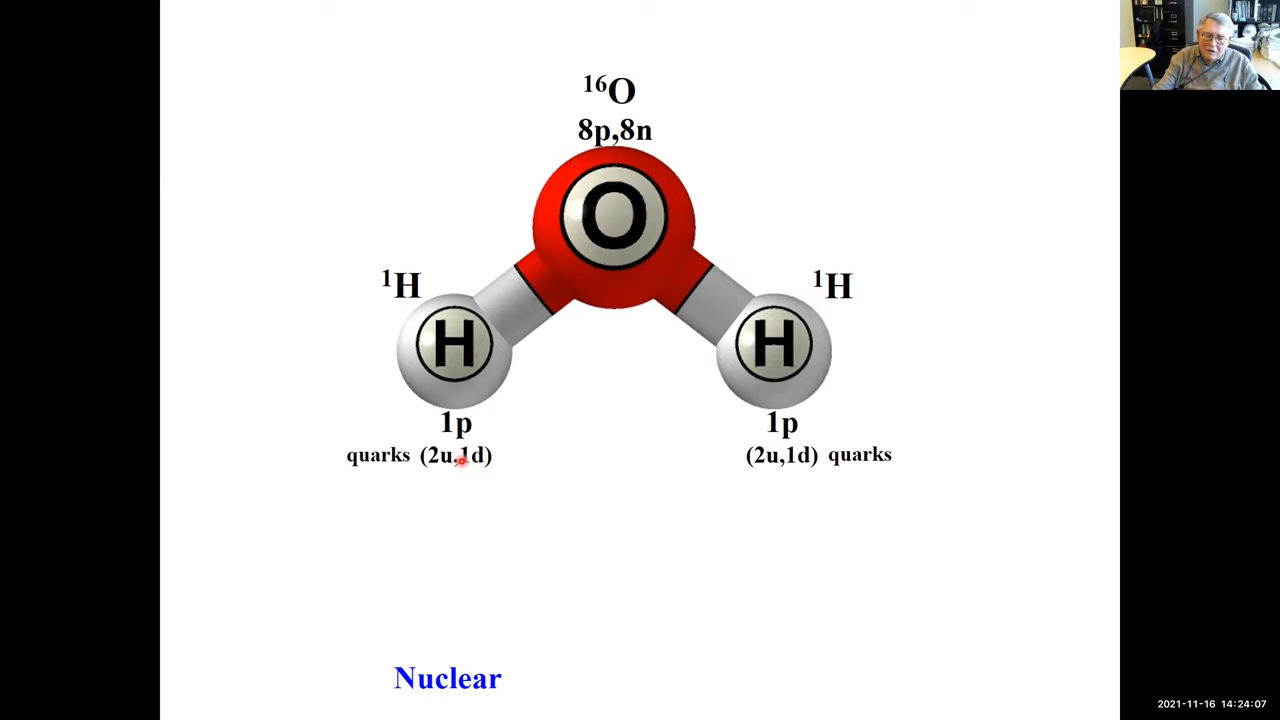 ¹⁶O
8p,8n
O
¹H
¹H
H
H
1p
1p
quarks (2u,1d)
(2u,1d) quarks
Nuclear
2021-11-16 14:24:07